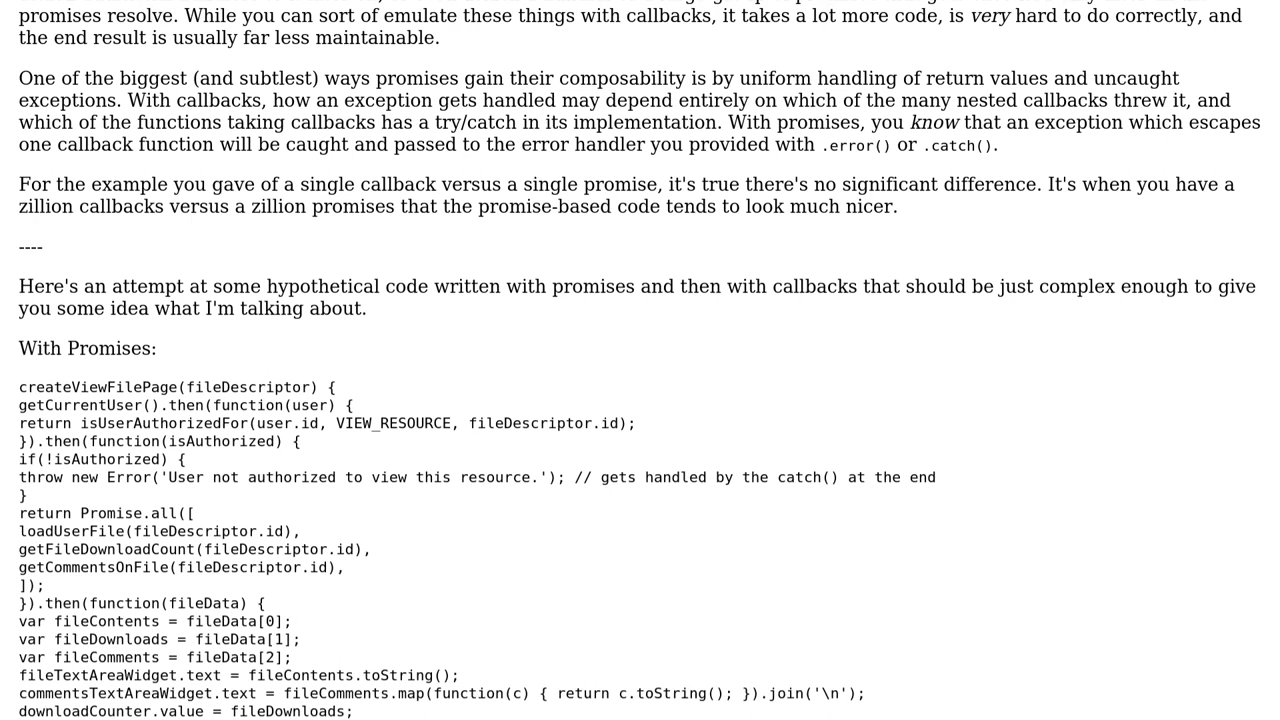 promises resolve. While you can sort of emulate these things with callbacks, it takes a lot more code, is very hard to do correctly, and
the end result is usually far less maintainable.
One of the biggest (and subtlest) ways promises gain their composability is by uniform handling of return values and uncaught
exceptions. With callbacks, how an exception gets handled may depend entirely on which of the many nested callbacks threw it, and
which of the functions taking callbacks has a try/catch in its implementation. With promises, you know that an exception which escapes
one callback function will be caught and passed to the error handler you provided with .error() or .catch().
For the example you gave of a single callback versus a single promise, it's true there's no significant difference. It's when you have a
zillion callbacks versus a zillion promises that the promise-based code tends to look much nicer.
----
Here's an attempt at some hypothetical code written with promises and then with callbacks that should be just complex enough to give
you some idea what I'm talking about.
With Promises:
createViewFilePage(fileDescriptor) {
getCurrentUser().then(function(user) {
return isUserAuthorizedFor(user.id, VIEW_RESOURCE, fileDescriptor.id);
}).then(function(isAuthorized) {
if(!isAuthorized) {
throw new Error('User not authorized to view this resource.'); // gets handled by the catch() at the end
}
return Promise.all([
loadUserFile(fileDescriptor.id),
getFileDownloadCount(fileDescriptor.id),
getCommentsOnFile(fileDescriptor.id),
]);
}).then(function(fileData) {
var fileContents = fileData[0];
var fileDownloads = fileData[1];
var fileComments = fileData[2];
fileTextAreaWidget.text = fileContents.toString();
commentsTextAreaWidget.text = fileComments.map(function(c) { return c.toString(); }).join('\n');
downloadCounter.value = fileDownloads;